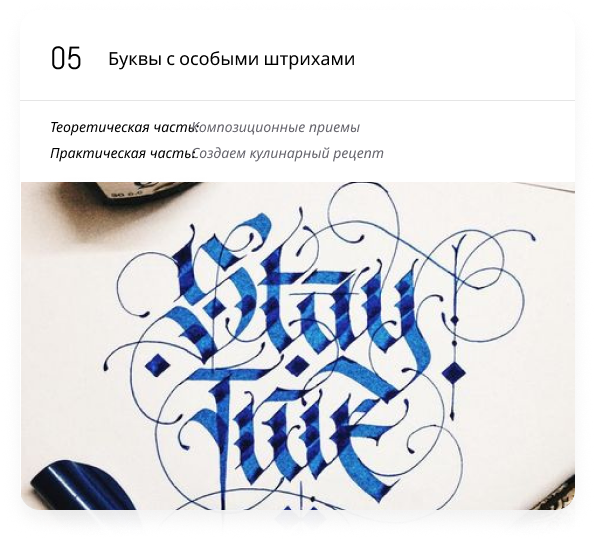 05 Буквы с особыми штрихами
Теоретическая часть: Композиционные приемы
Практическая часть: Создаем кулинарный рецепт
Stay
True